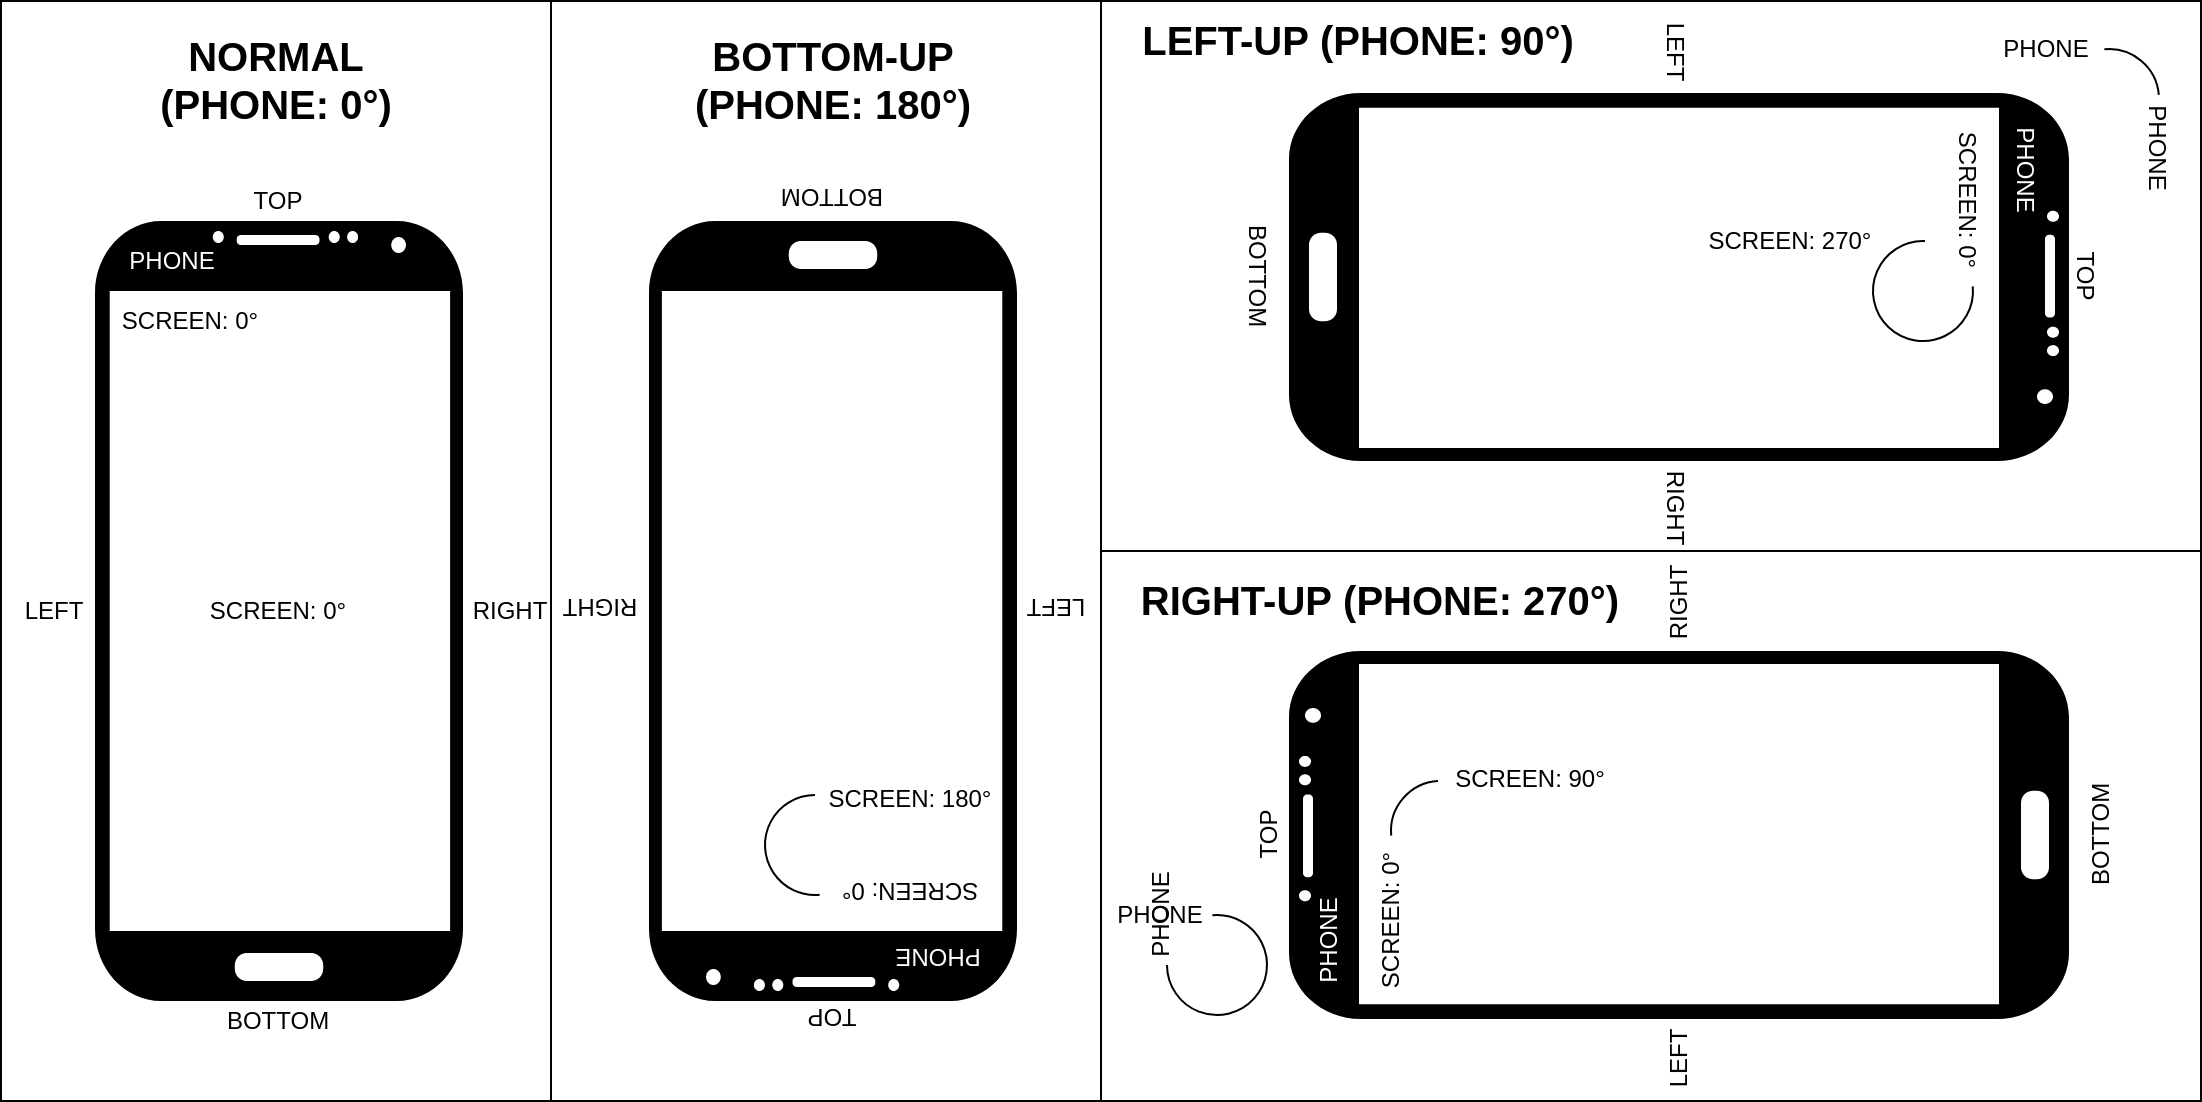 NORMAL
(PHONE: 0°)
TOP
PHONE
SCREEN: 0°
LEFT
SCREEN: 0°
RIGHT
BOTTOM
BOTTOM-UP
(PHONE: 180°)
BOTTOM
RIGHT
LEFT
SCREEN: 180°
SCREEN: 0°
PHONE
TOP
LEFT-UP (PHONE: 90°)
LEFT
PHONE
PHONE
BOTTOM
SCREEN: 270°
SCREEN: 0°
PHONE
TOP
RIGHT
RIGHT-UP (PHONE: 270°)
RIGHT
SCREEN: 90°
TOP
BOTTOM
PHONE
PHONE
PHONE
SCREEN: 0°
LEFT